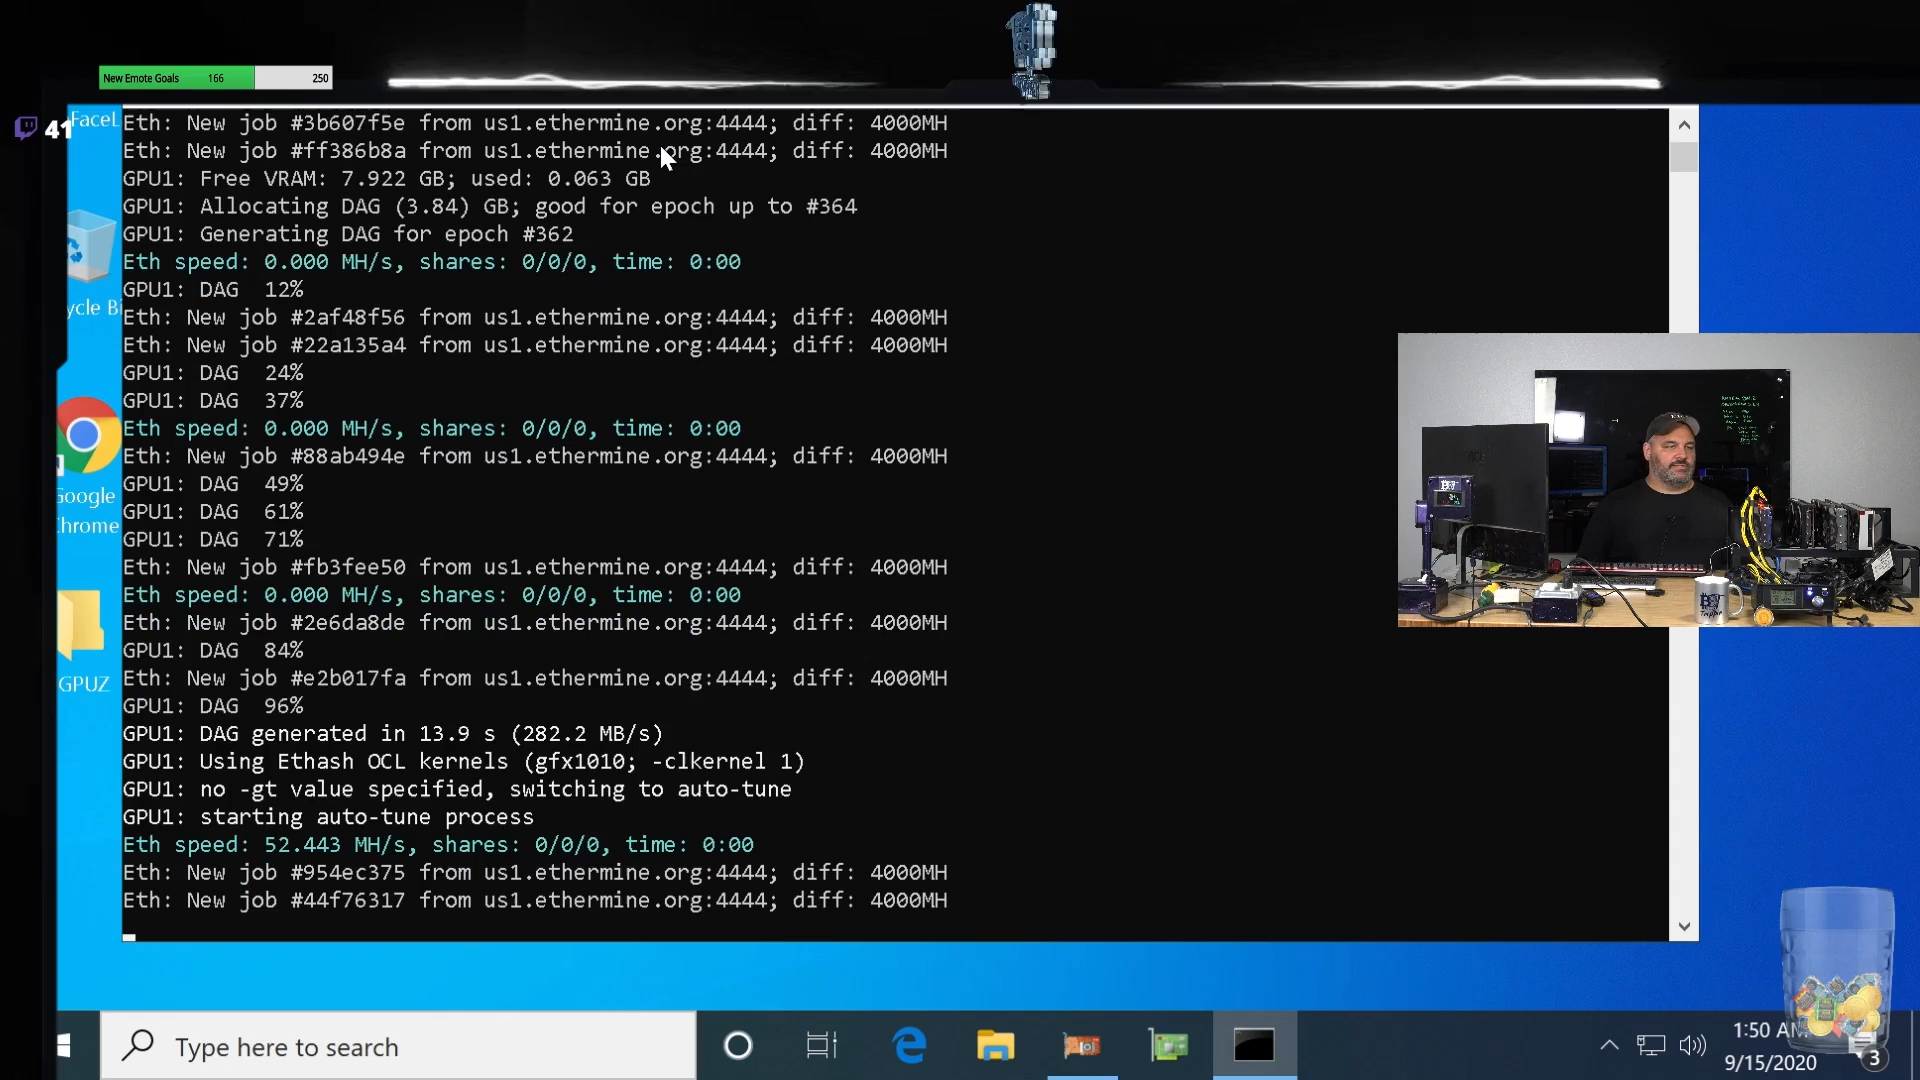 New Emote Goals 166 250
41
FaceL
Eth: New job #3b607f5e from us1.ethermine.org:4444; diff: 4000MH
Eth: New job #ff386b8a from us1.ethermine.org:4444; diff: 4000MH
GPU1: Free VRAM: 7.922 GB; used: 0.063 GB
GPU1: Allocating DAG (3.84) GB; good for epoch up to #364
GPU1: Generating DAG for epoch #362
Eth speed: 0.000 MH/s, shares: 0/0/0, time: 0:00
GPU1: DAG 12%
ycle Bi
Eth: New job #2af48f56 from us1.ethermine.org:4444; diff: 4000MH
Eth: New job #22a135a4 from us1.ethermine.org:4444; diff: 4000MH
GPU1: DAG 24%
GPU1: DAG 37%
Eth speed: 0.000 MH/s, shares: 0/0/0, time: 0:00
Eth: New job #88ab494e from us1.ethermine.org:4444; diff: 4000MH
GPU1: DAG 49%
Google
Chrome
GPU1: DAG 61%
GPU1: DAG 71%
Eth: New job #fb3fee50 from us1.ethermine.org:4444; diff: 4000MH
Eth speed: 0.000 MH/s, shares: 0/0/0, time: 0:00
Eth: New job #2e6da8de from us1.ethermine.org:4444; diff: 4000MH
GPU1: DAG 84%
Eth: New job #e2b017fa from us1.ethermine.org:4444; diff: 4000MH
GPUZ
GPU1: DAG 96%
GPU1: DAG generated in 13.9 s (282.2 MB/s)
GPU1: Using Ethash OCL kernels (gfx1010; -clkernel 1)
GPU1: no -gt value specified, switching to auto-tune
GPU1: starting auto-tune process
Eth speed: 52.443 MH/s, shares: 0/0/0, time: 0:00
Eth: New job #954ec375 from us1.ethermine.org:4444; diff: 4000MH
Eth: New job #44f76317 from us1.ethermine.org:4444; diff: 4000MH
Type here to search
1:50 AM
9/15/2020
3